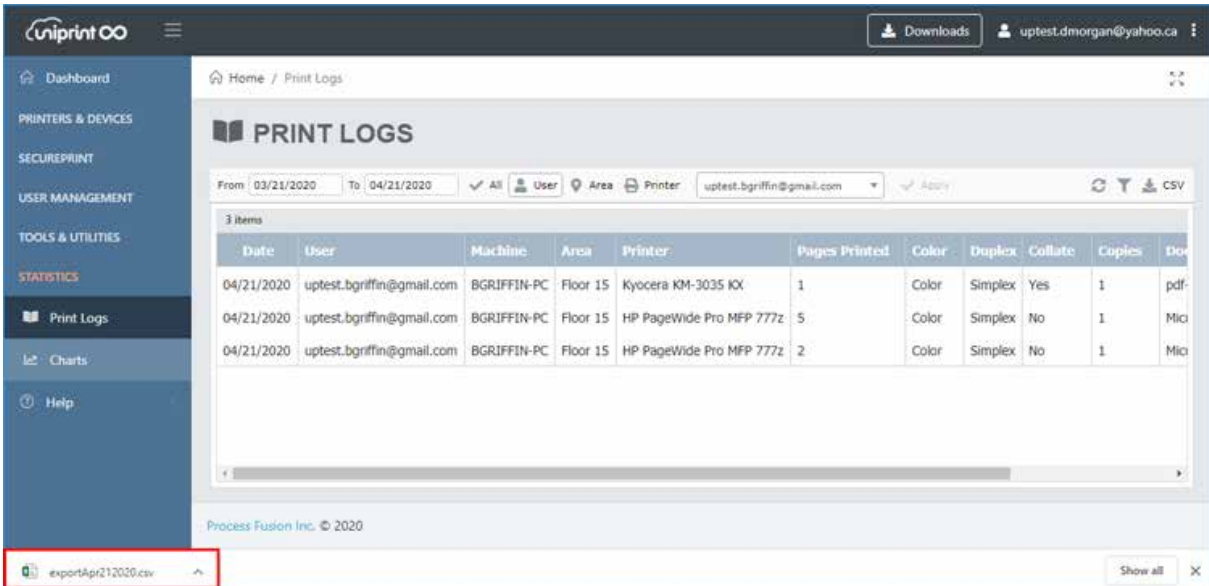 uniprint
Downloads
uptest.dmorgan@yahoo.ca
Dashboard
PRINTERS & DEVICES
SECUREPRINT
USER MANAGEMENT
TOOLS & UTILITIES
STATISTICS
Print Logs
Charts
Help
Home / Print Logs
PRINT LOGS
From 03/21/2020 To 04/21/2020 All User Area Printer uptest.bgriffin@gmail.com Apply CSV
3 items
Date User Machine Area Printer Pages Printed Color Duplex Collate Copies Do
04/21/2020 uptest.bgriffin@gmail.com BGRIFFIN-PC Floor 15 Kyocera KM-3035 KX 1 Color Simplex Yes 1 pdf-
04/21/2020 uptest.bgriffin@gmail.com BGRIFFIN-PC Floor 15 HP PageWide Pro MFP 777z 5 Color Simplex No 1 Mic
04/21/2020 uptest.bgriffin@gmail.com BGRIFFIN-PC Floor 15 HP PageWide Pro MFP 777z 2 Color Simplex No 1 Mic
Process Fusion Inc. © 2020
exportApr212020.csv
Show all